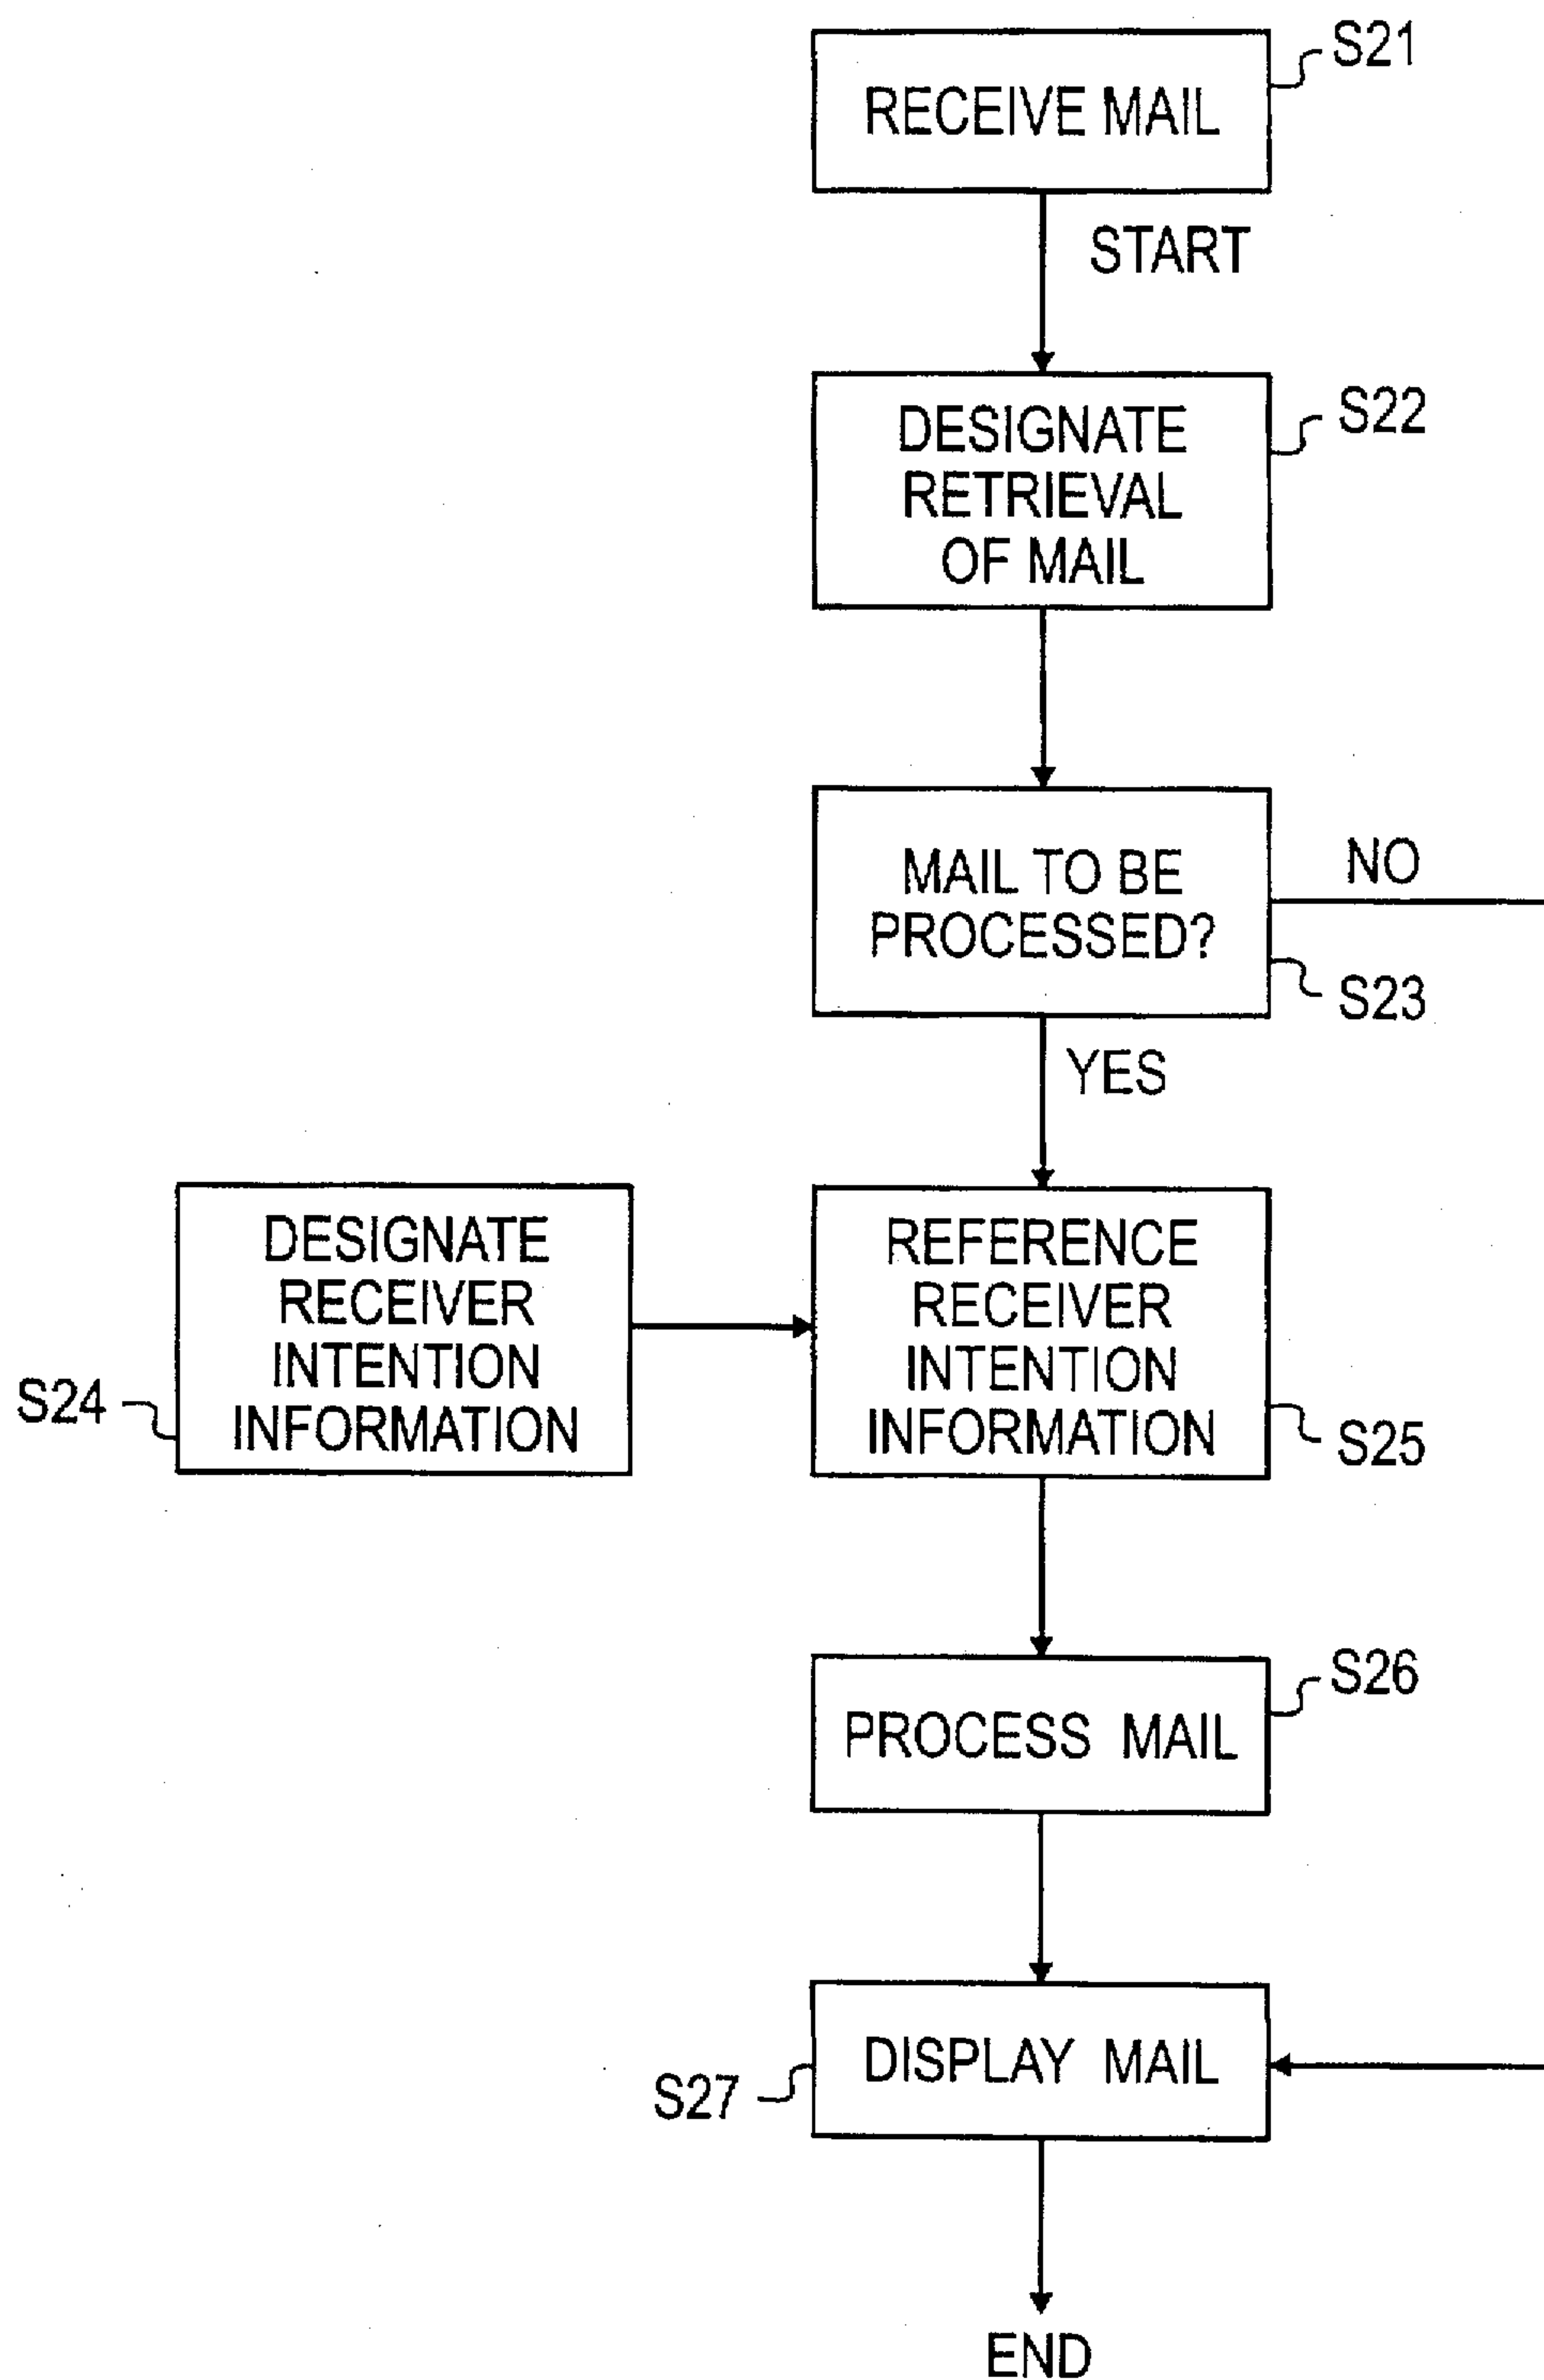 S21
RECEIVE MAIL
START
S22
DESIGNATE
RETRIEVAL
OF MAIL
MAIL TO BE
PROCESSED?
NO
S23
YES
DESIGNATE
RECEIVER
INTENTION
INFORMATION
S24
REFERENCE
RECEIVER
INTENTION
INFORMATION
S25
S26
PROCESS MAIL
DISPLAY MAIL
S27
END